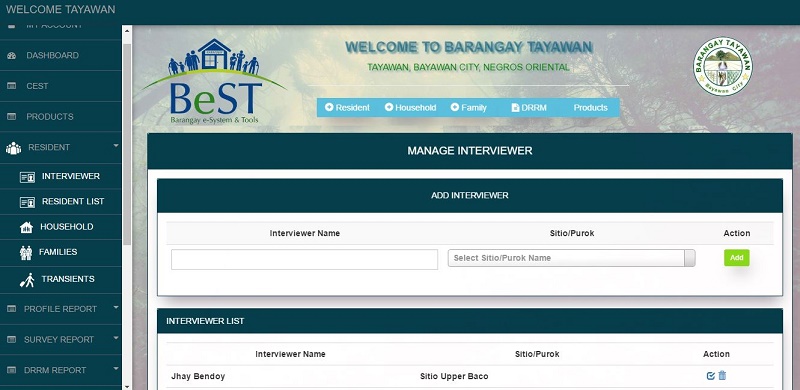 WELCOME TAYAWAN
MY ACCOUNT
DASHBOARD
CEST
PRODUCTS
RESIDENT
INTERVIEWER
RESIDENT LIST
HOUSEHOLD
FAMILIES
TRANSIENTS
PROFILE REPORT
SURVEY REPORT
DRRM REPORT
BeST
Barangay e-System & Tools
WELCOME TO BARANGAY TAYAWAN
TAYAWAN, BAYAWAN CITY, NEGROS ORIENTAL
BARANGAY TAYAWAN
Bayawan City
Resident Household Family DRRM Products
MANAGE INTERVIEWER
ADD INTERVIEWER
Interviewer Name Sitio/Purok Action
Select Sitio/Purok Name Add
INTERVIEWER LIST
Interviewer Name Sitio/Purok Action
Jhay Bendoy Sitio Upper Baco